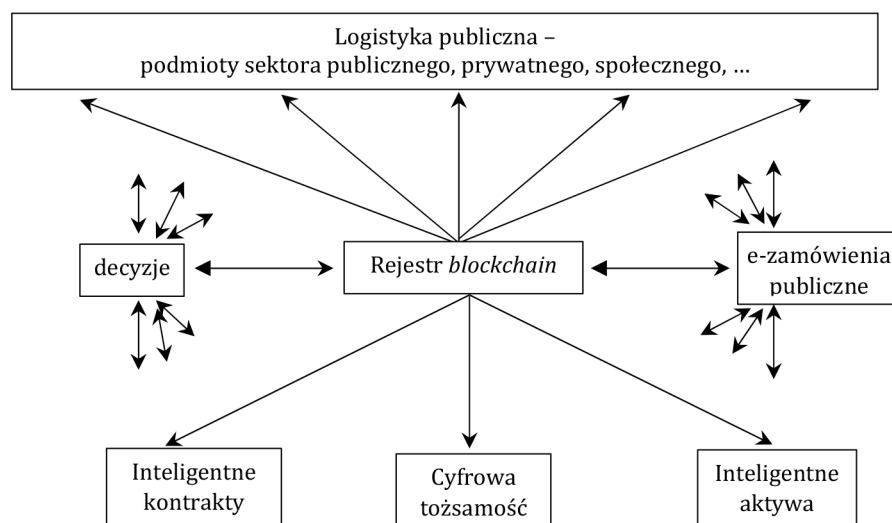 Logistyka publiczna –
podmioty sektora publicznego, prywatnego, społecznego, ...
decyzje
Rejestr blockchain
e-zamówienia
publiczne
Inteligentne
kontrakty
Cyfrowa
tożsamość
Inteligentne
aktywa